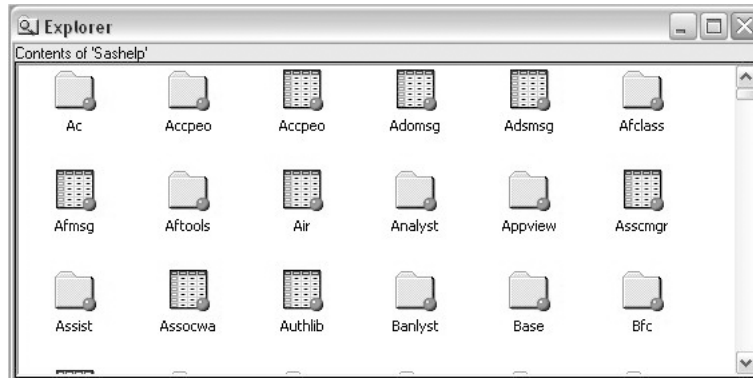 Explorer
Contents of 'Sashelp'
Ac Accpeo Accpeo Adomsg Adsmsg Afclass
Afmsg Aftools Air Analyst Appview Asscmgr
Assist Assocwa Authlib Banlyst Base Bfc